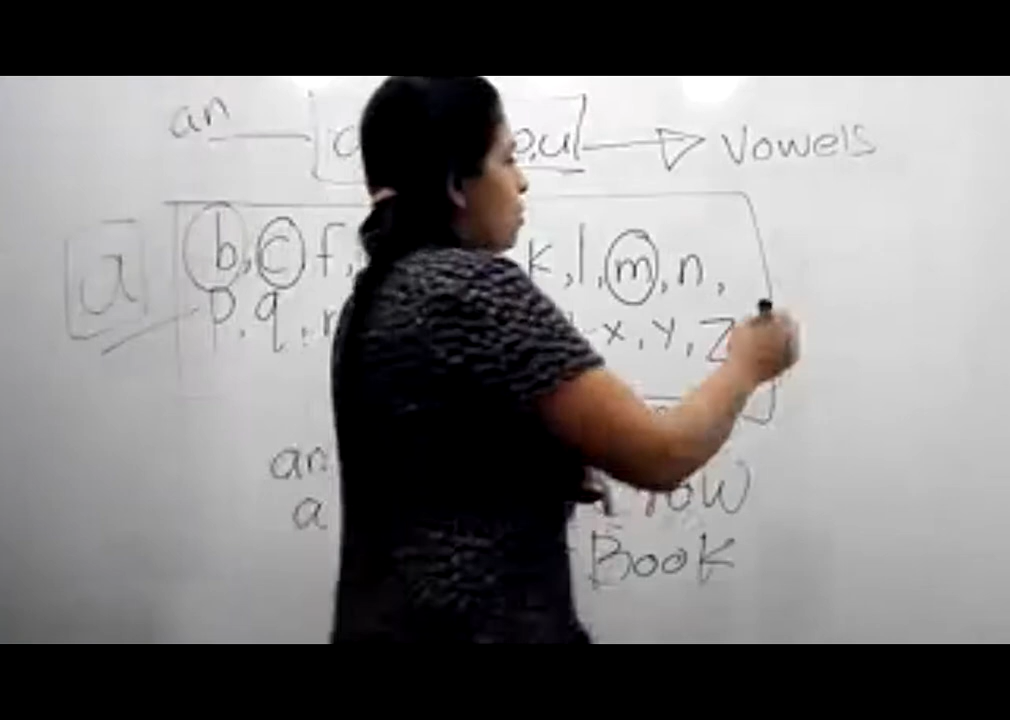 an o,u Vowels
a b, c f, k, l, m, n,
p, q, r x, y, z
an
a Book